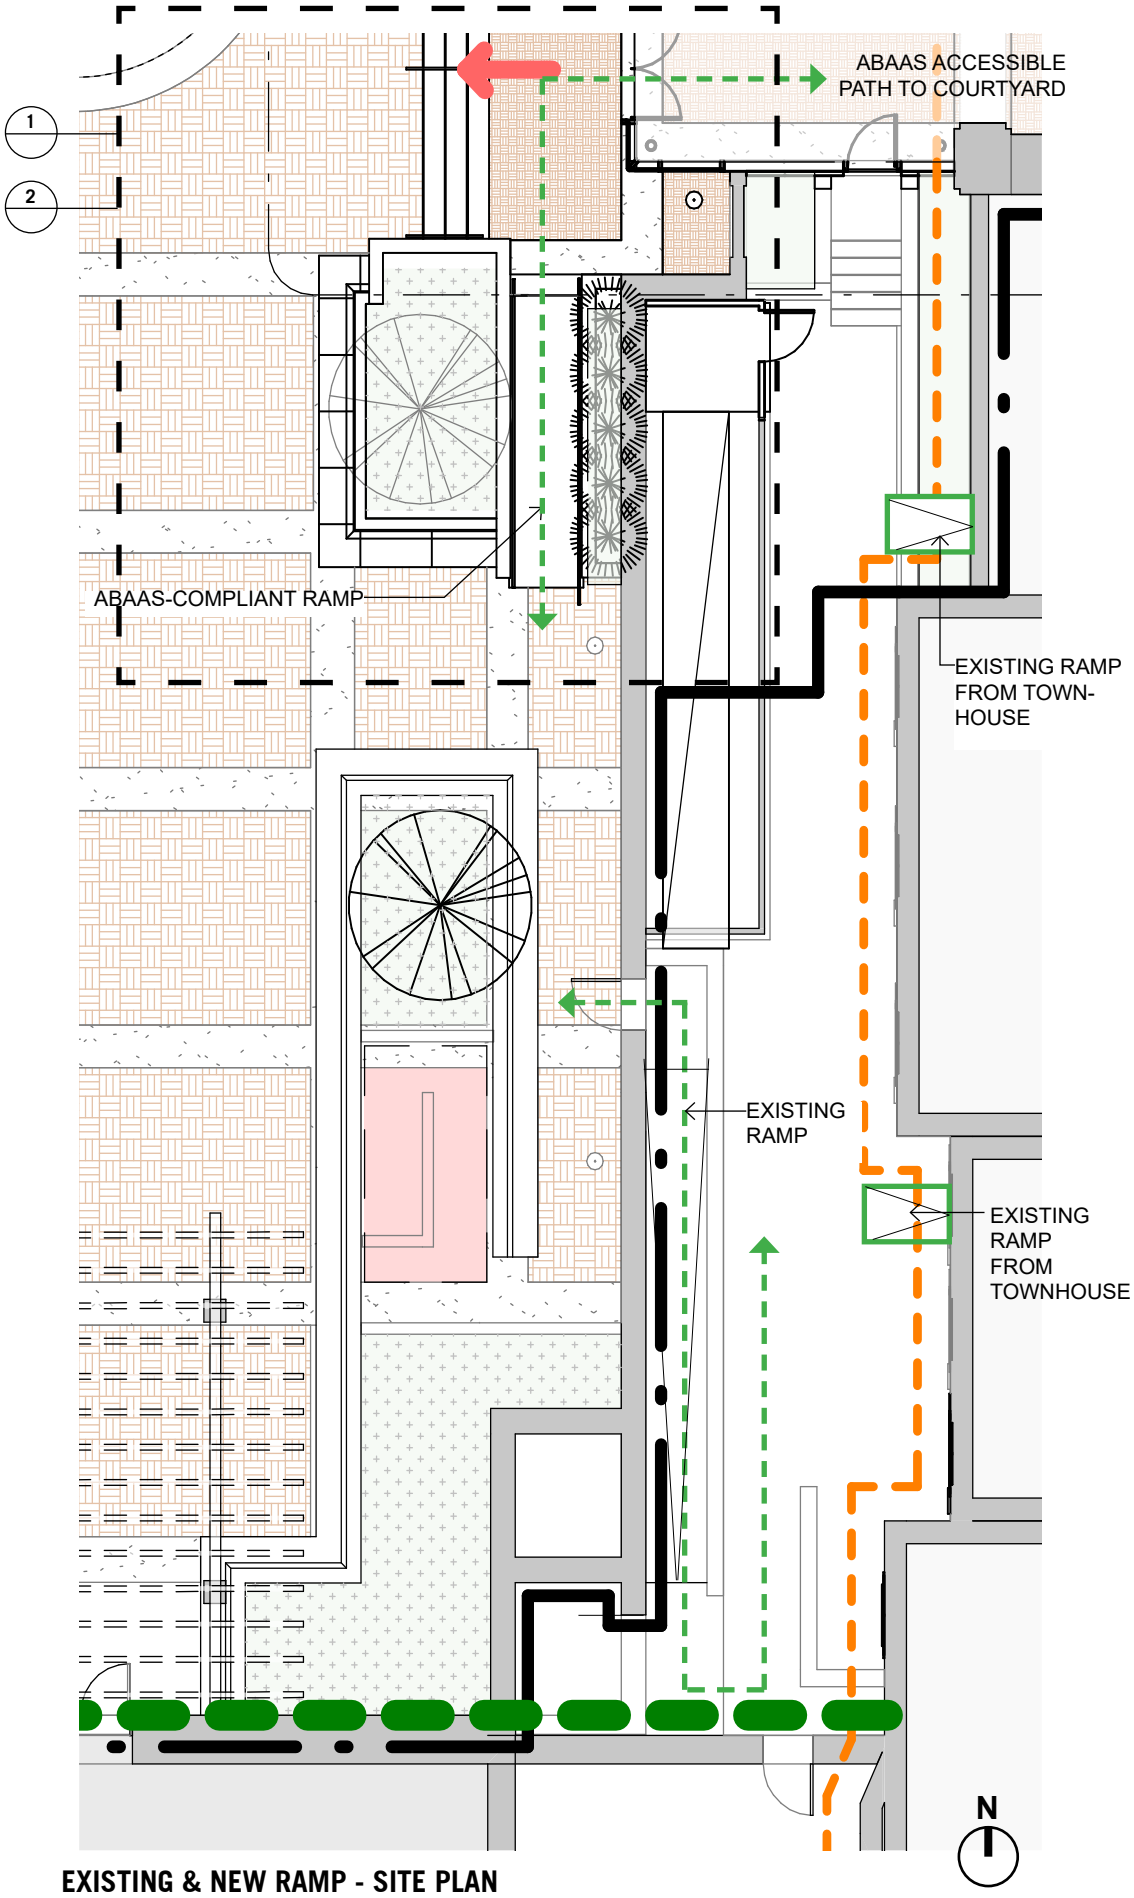 ABAAS ACCESSIBLE
PATH TO COURTYARD
1
2
ABAAS-COMPLIANT RAMP
EXISTING RAMP
FROM TOWN-
HOUSE
EXISTING
RAMP
EXISTING
RAMP
FROM
TOWNHOUSE
N
EXISTING & NEW RAMP - SITE PLAN